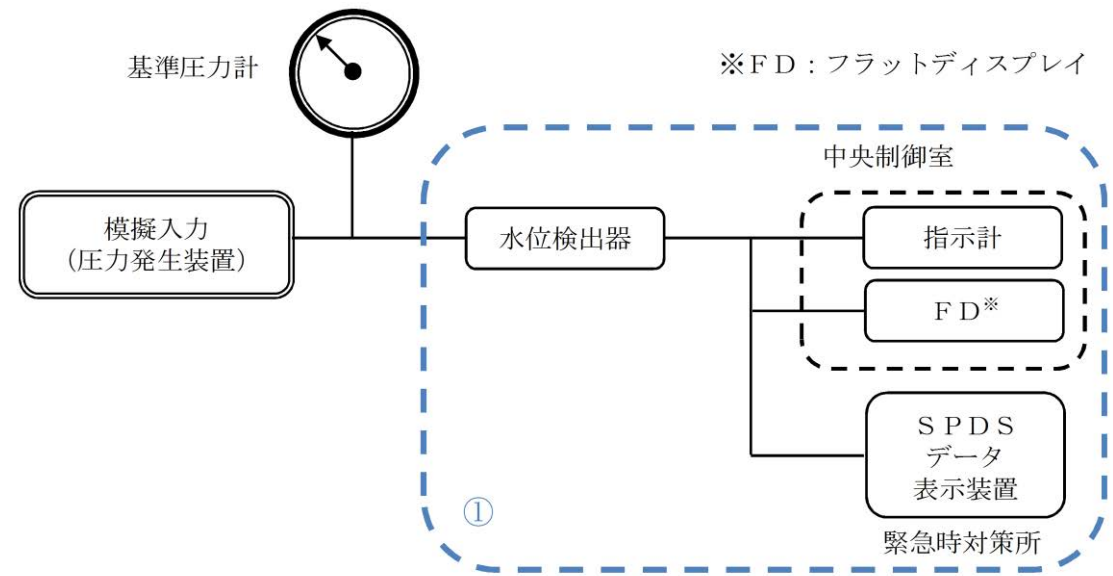 基準圧力計
※ＦＤ：フラットディスプレイ
中央制御室
模擬入力
（圧力発生装置）
水位検出器
指示計
ＦＤ※
ＳＰＤＳ
データ
表示装置
①
緊急時対策所